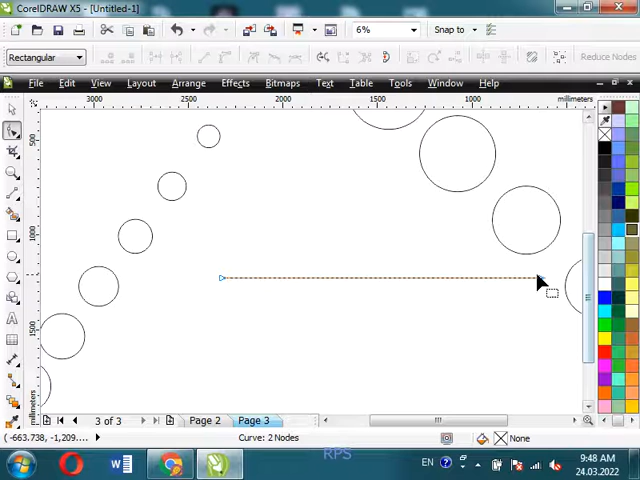 CorelDRAW X5 - [Untitled-1]
6% Snap to
Rectangular Reduce Nodes
File Edit View Layout Arrange Effects Bitmaps Text Table Tools Window Help
3000 2500 2000 1500 1000 millimeters
500
1000
1500
millimeters
3 of 3 Page 2 Page 3
(-663.738, -1,209.... Curve: 2 Nodes None
RPS
EN 9:48 AM
24.03.2022